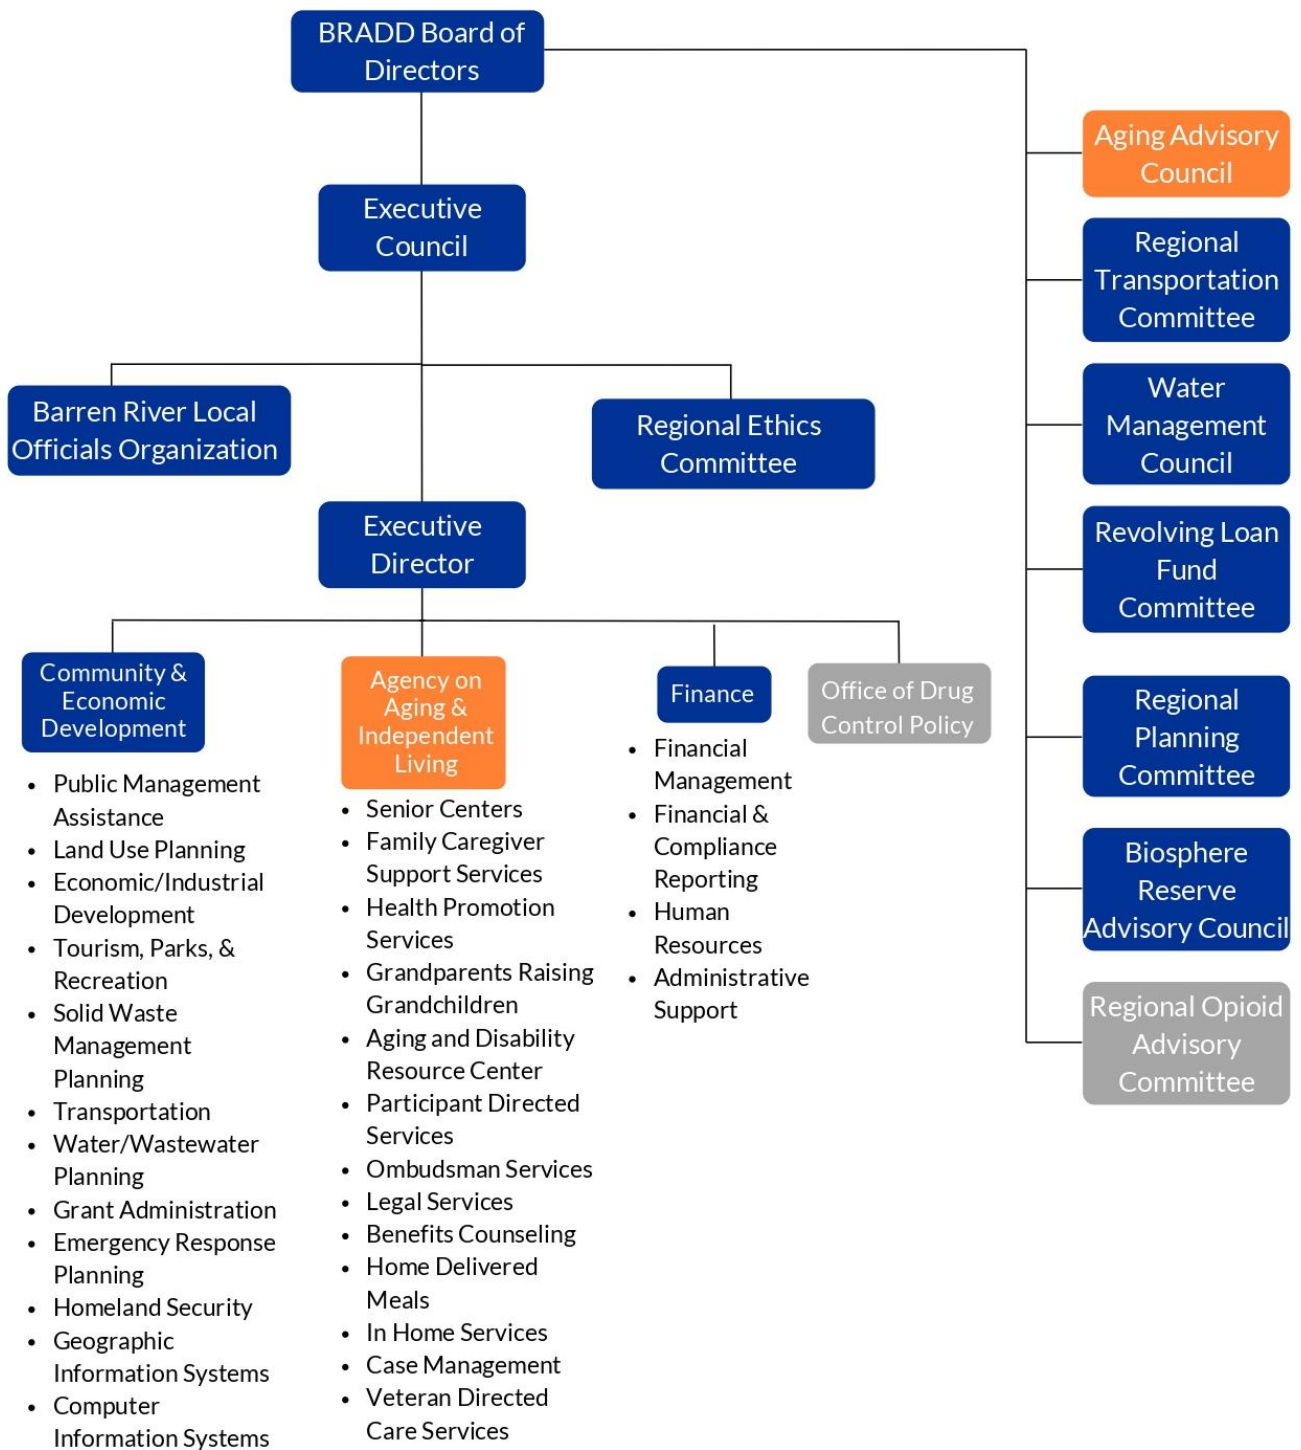 BRADD Board of
Directors
Executive
Council
Barren River Local
Officials Organization
Regional Ethics
Committee
Executive
Director
Community &
Economic
Development
• Public Management
Assistance
• Land Use Planning
• Economic/Industrial
Development
• Tourism, Parks, &
Recreation
• Solid Waste
Management
Planning
• Transportation
• Water/Wastewater
Planning
• Grant Administration
• Emergency Response
Planning
• Homeland Security
• Geographic
Information Systems
• Computer
Information Systems
Agency on
Aging &
Independent
Living
• Senior Centers
• Family Caregiver
Support Services
• Health Promotion
Services
• Grandparents Raising
Grandchildren
• Aging and Disability
Resource Center
• Participant Directed
Services
• Ombudsman Services
• Legal Services
• Benefits Counseling
• Home Delivered
Meals
• In Home Services
• Case Management
• Veteran Directed
Care Services
Finance
• Financial
Management
• Financial &
Compliance
Reporting
• Human
Resources
• Administrative
Support
Office of Drug
Control Policy
Aging Advisory
Council
Regional
Transportation
Committee
Water
Management
Council
Revolving Loan
Fund
Committee
Regional
Planning
Committee
Biosphere
Reserve
Advisory Council
Regional Opioid
Advisory
Committee